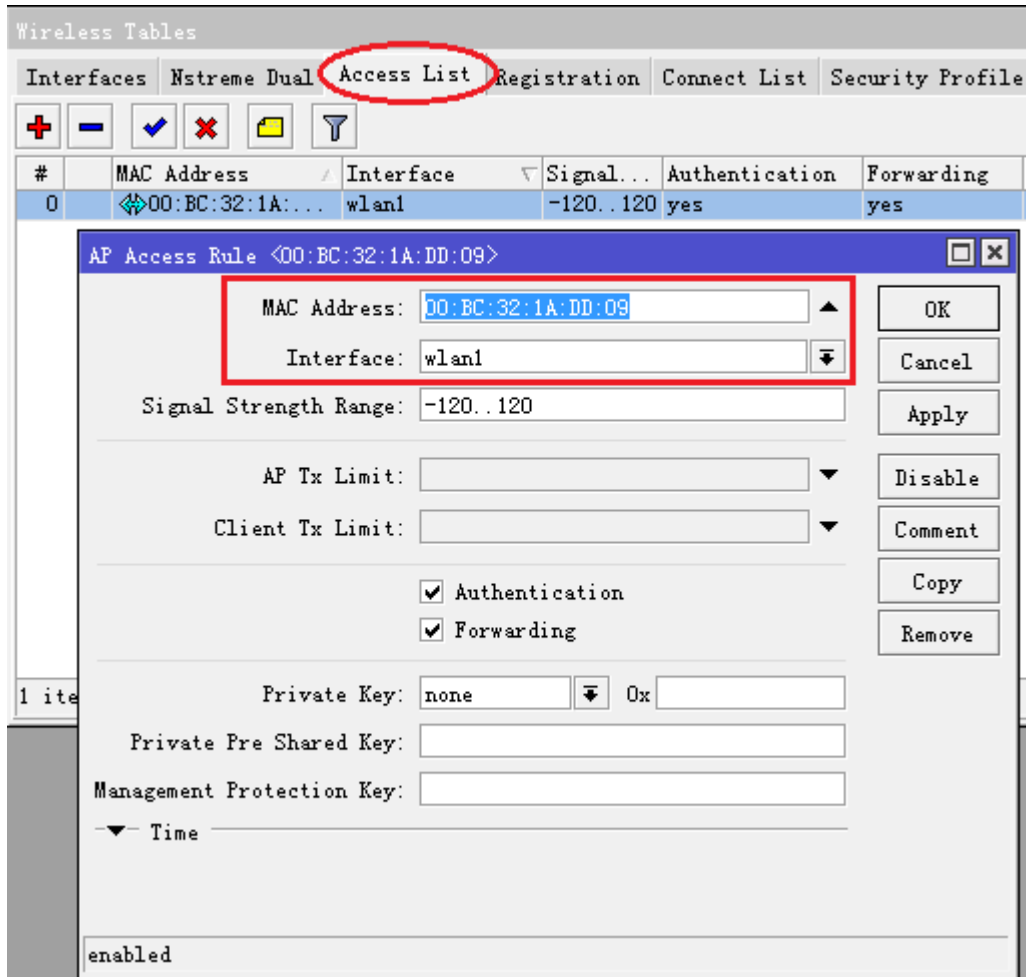 Wireless Tables
Interfaces Nstreme Dual Access List Registration Connect List Security Profile
# MAC Address Interface Signal... Authentication Forwarding
0 00:BC:32:1A:... wlan1 -120..120 yes yes
AP Access Rule <00:BC:32:1A:DD:09>
MAC Address: 00:BC:32:1A:DD:09 OK
Interface: wlan1 Cancel
Signal Strength Range: -120..120 Apply
AP Tx Limit: Disable
Client Tx Limit: Comment
Authentication Copy
Forwarding Remove
1 ite
Private Key: none 0x
Private Pre Shared Key:
Management Protection Key:
Time
enabled